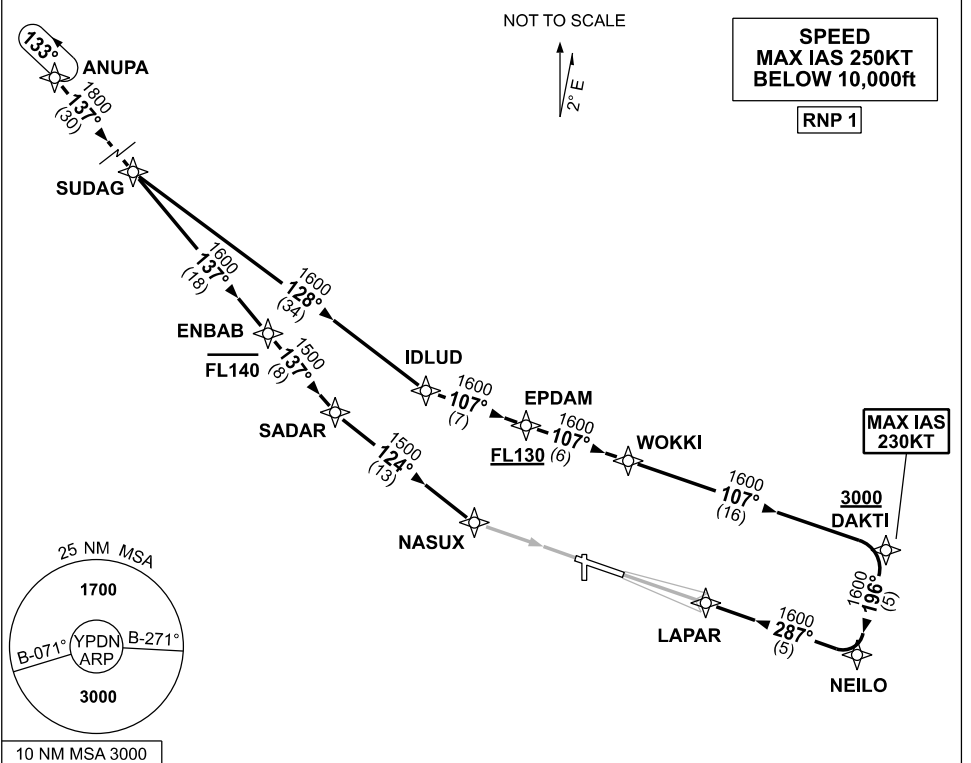 NOT TO SCALE
2° E
SPEED
MAX IAS 250KT
BELOW 10,000ft
RNP 1
133°
ANUPA
1800
137°
(30)
SUDAG
1600
137°
(18)
1600
128°
(34)
ENBAB
FL140
1500
137°
(8)
IDLUD
1600
107°
(7)
EPDAM
FL130
1600
107°
(6)
WOKKI
SADAR
1500
124°
(13)
NASUX
1600
107°
(16)
MAX IAS
230KT
3000
DAKTI
1600
196°
(5)
LAPAR
1600
287°
(5)
NEILO
25 NM MSA
1700
B-071°
YPDN
ARP
B-271°
3000
10 NM MSA 3000